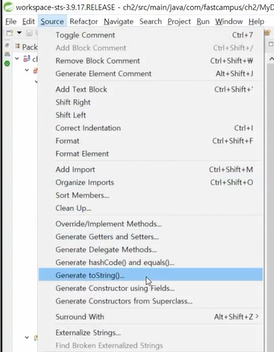 workspace-sts-3.9.17.RELEASE - ch2/src/main/java/com/fastcampus/ch2/MyD
File Edit Source Refactor Navigate Search Project Run Window Help
Toggle Comment Ctrl+7
Add Block Comment Ctrl+Shift+/
Remove Block Comment Ctrl+Shift+₩
Generate Element Comment Alt+Shift+J
Add Text Block Ctrl+Shift+'
Shift Right
Shift Left
Correct Indentation Ctrl+I
Format Ctrl+Shift+F
Format Element
Add Import Ctrl+Shift+M
Organize Imports Ctrl+Shift+O
Sort Members...
Clean Up...
Override/Implement Methods...
Generate Getters and Setters...
Generate Delegate Methods...
Generate hashCode() and equals()...
Generate toString()...
Generate Constructor using Fields...
Generate Constructors from Superclass...
Surround With Alt+Shift+Z >
Externalize Strings...
Find Broken Externalized Strings